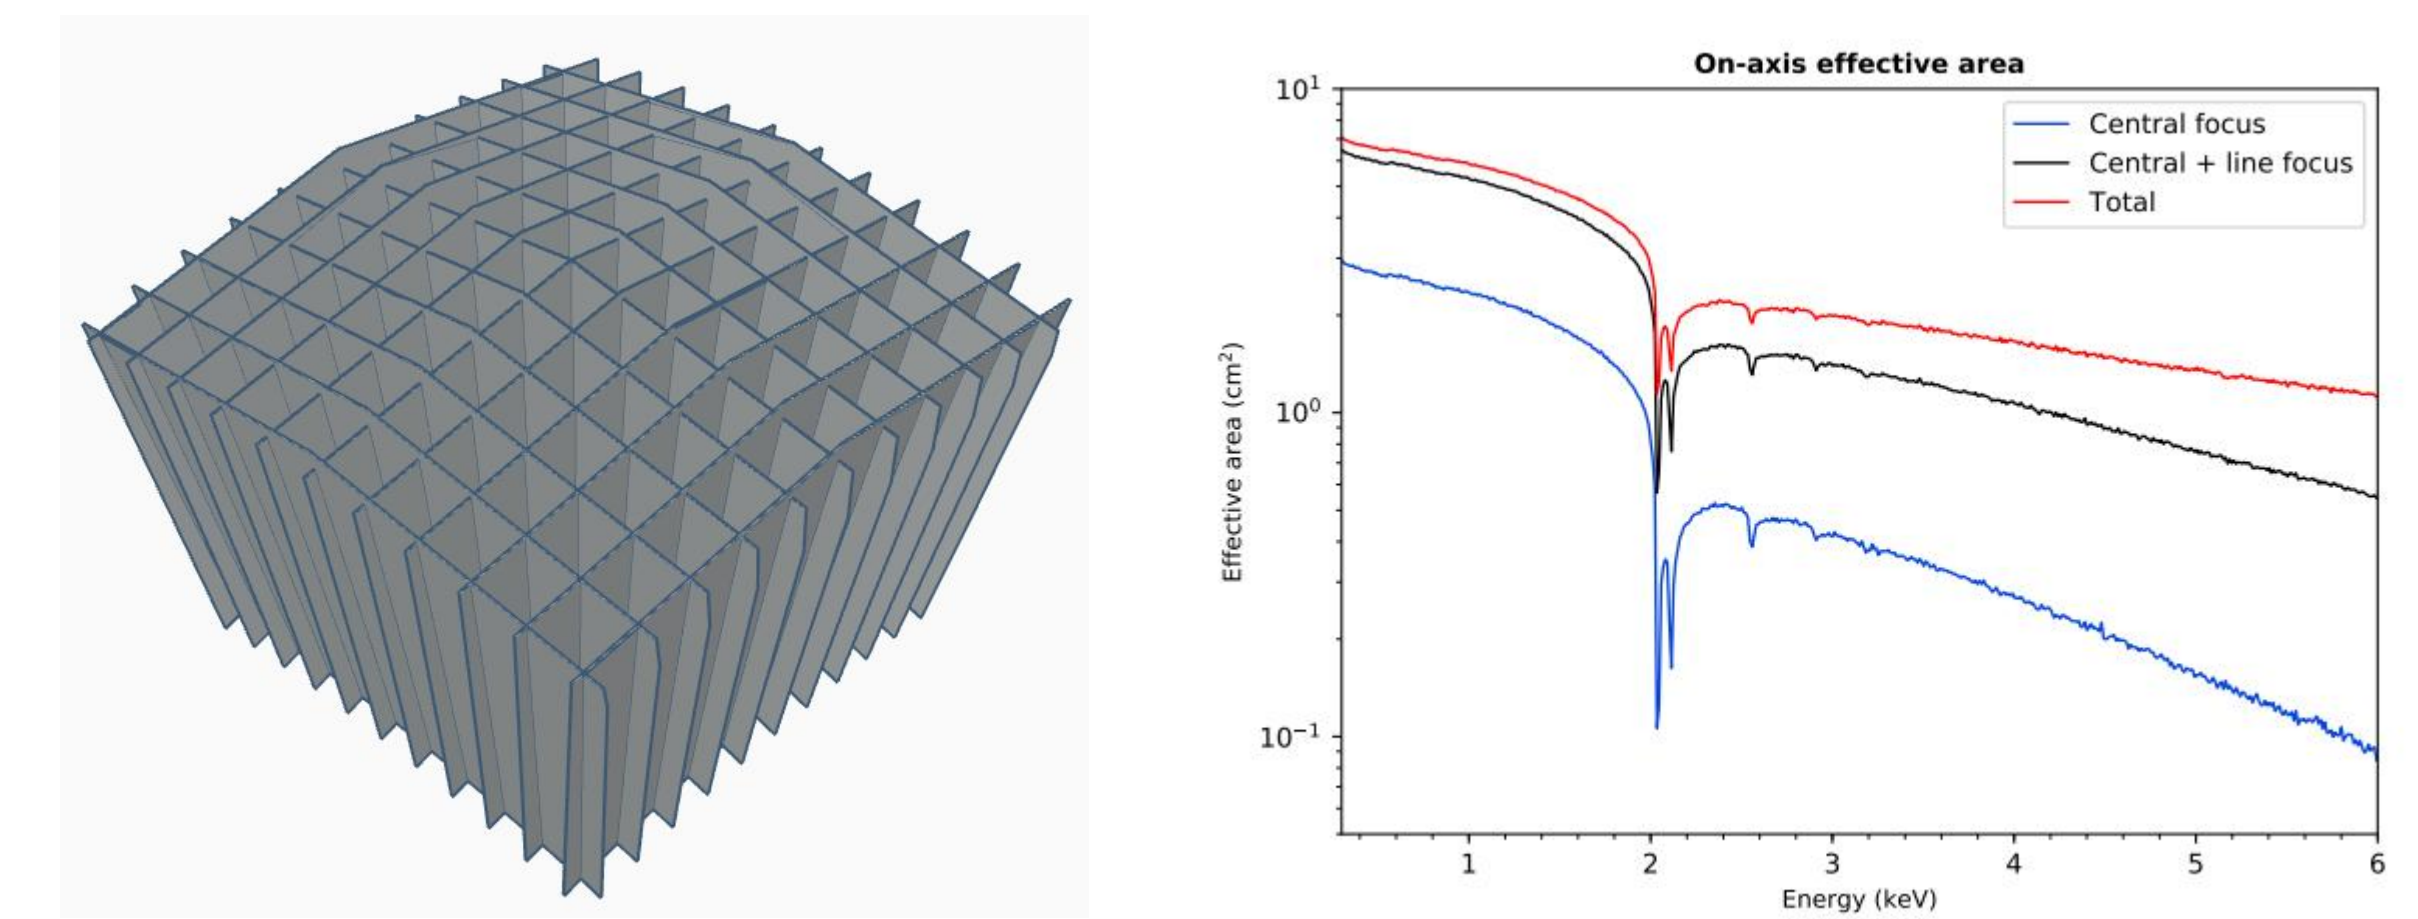 On-axis effective area
10¹
10⁰
10⁻¹
Effective area (cm²)
Central focus
Central + line focus
Total
1 2 3 4 5 6
Energy (keV)